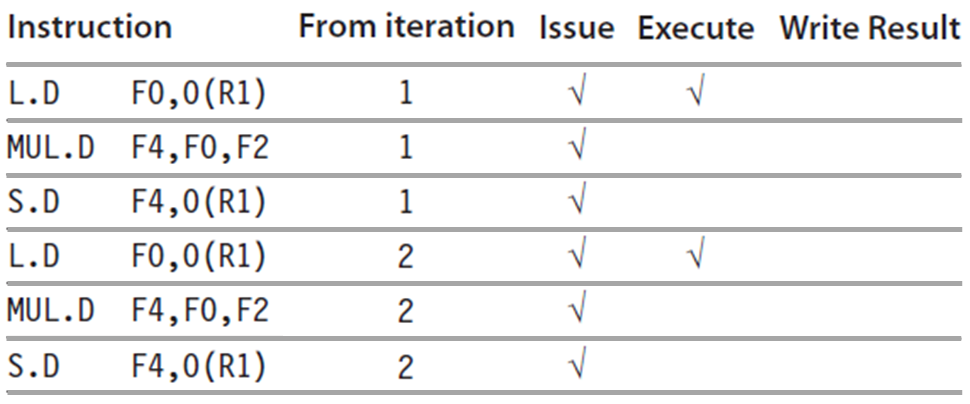 Instruction From iteration Issue Execute Write Result
L.D F0,0(R1) 1 √ √
MUL.D F4,F0,F2 1 √
S.D F4,0(R1) 1 √
L.D F0,0(R1) 2 √ √
MUL.D F4,F0,F2 2 √
S.D F4,0(R1) 2 √